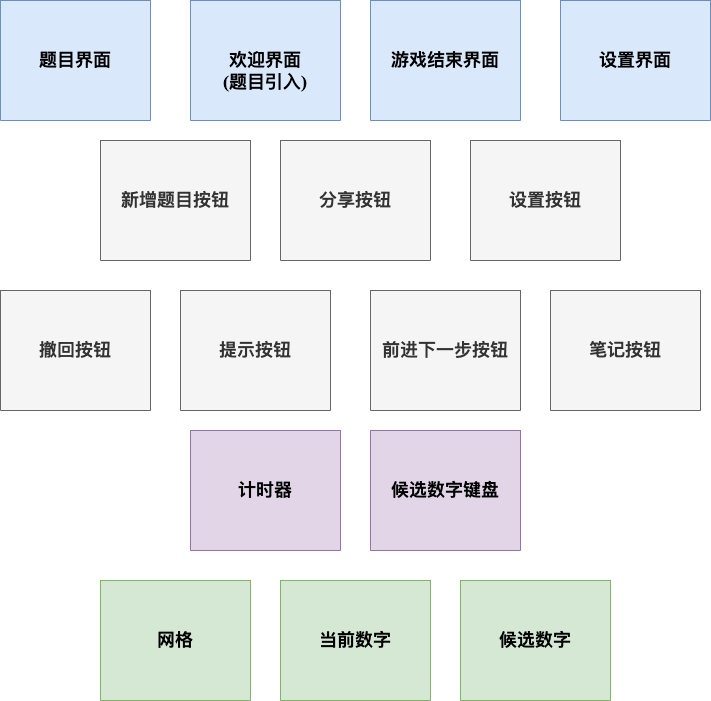 题目界面
欢迎界面
(题目引入)
游戏结束界面
设置界面
新增题目按钮
分享按钮
设置按钮
撤回按钮
提示按钮
前进下一步按钮
笔记按钮
计时器
候选数字键盘
网格
当前数字
候选数字